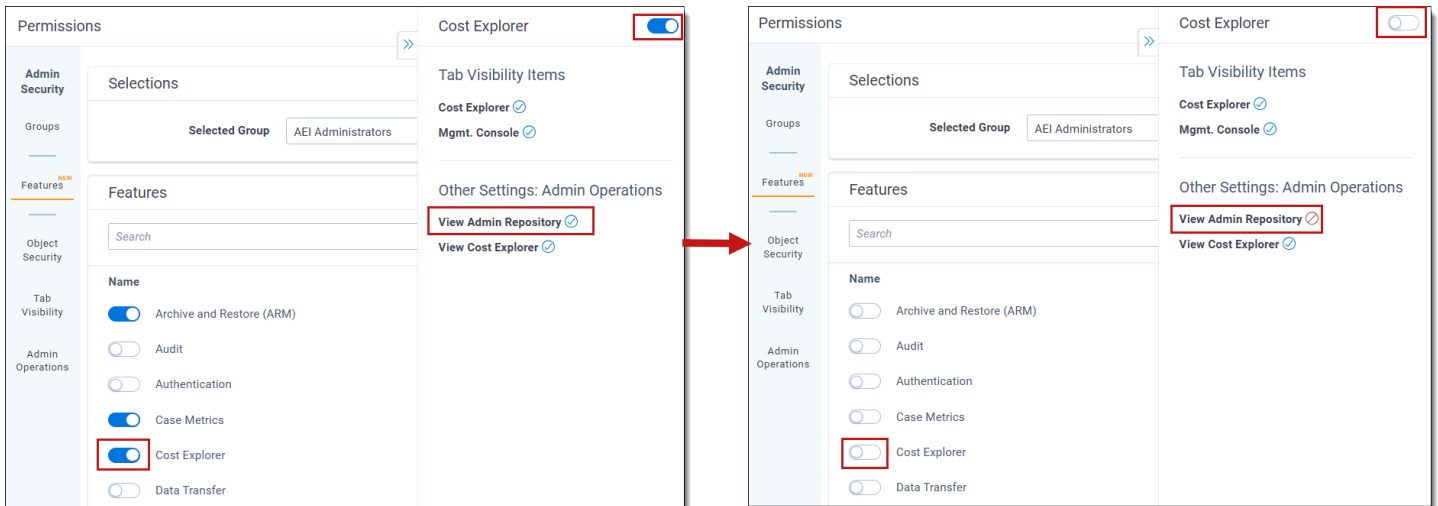 Permissions
Admin
Security
Groups
NEW
Features
Object
Security
Tab
Visibility
Admin
Operations
Selections
Selected Group AEI Administrators
Features
Search
Name
Archive and Restore (ARM)
Audit
Authentication
Case Metrics
Cost Explorer
Data Transfer
Cost Explorer
Tab Visibility Items
Cost Explorer
Mgmt. Console
Other Settings: Admin Operations
View Admin Repository
View Cost Explorer
Permissions
Admin
Security
Groups
NEW
Features
Object
Security
Tab
Visibility
Admin
Operations
Selections
Selected Group AEI Administrators
Features
Search
Name
Archive and Restore (ARM)
Audit
Authentication
Case Metrics
Cost Explorer
Data Transfer
Cost Explorer
Tab Visibility Items
Cost Explorer
Mgmt. Console
Other Settings: Admin Operations
View Admin Repository
View Cost Explorer